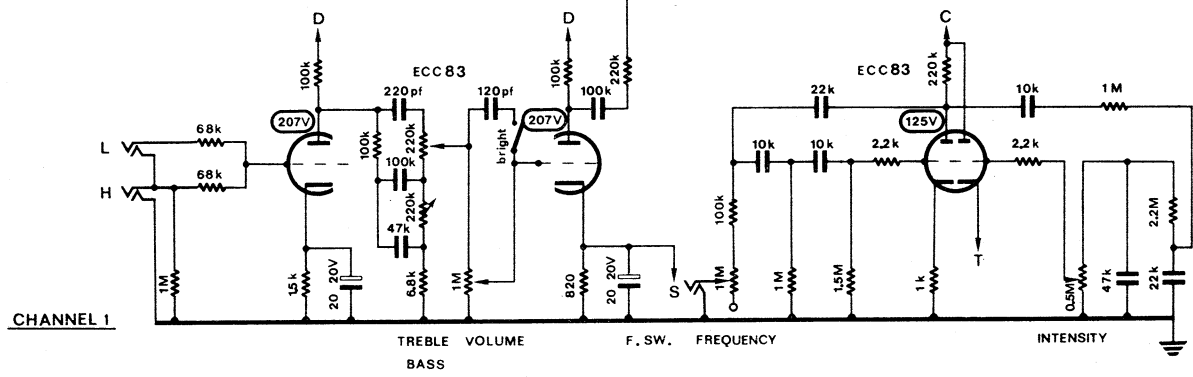 D
D
C
ECC83
ECC83
100k
220pf
120pf
100k
100k
220k
22k
220k
10k
1M
207V
207V
125V
68k
L
100k
220k
bright
10k
10k
2,2k
2,2k
68k
H
100k
220k
100k
2.2M
47k
T
1M
1,5k
20 20V
6.8k
1M
820
20 20V
S
1M
1M
1,5M
1k
0.5M
47k
22k
CHANNEL 1
TREBLE VOLUME
F. SW. FREQUENCY
INTENSITY
BASS